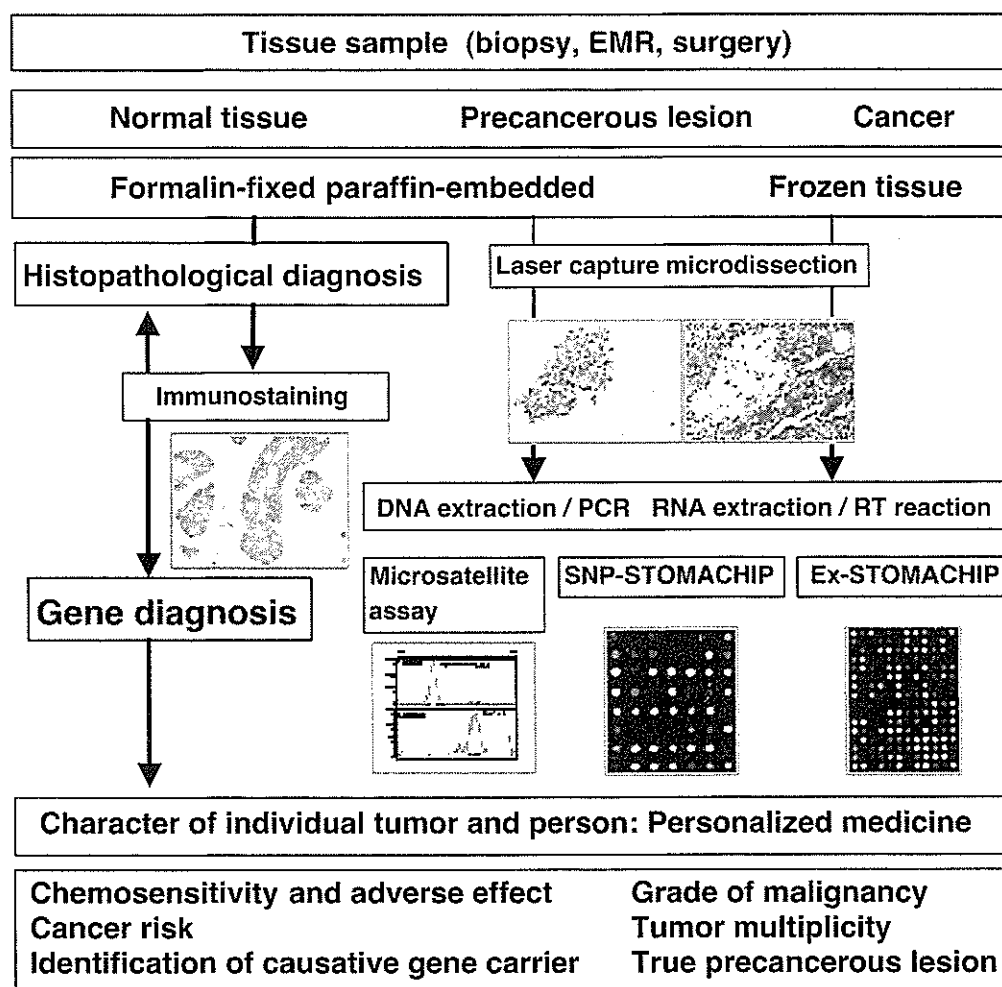 Tissue sample (biopsy, EMR, surgery)
Normal tissue Precancerous lesion Cancer
Formalin-fixed paraffin-embedded Frozen tissue
Histopathological diagnosis
Laser capture microdissection
Immunostaining
DNA extraction / PCR RNA extraction / RT reaction
Microsatellite
assay
SNP-STOMACHIP
Ex-STOMACHIP
Gene diagnosis
Character of individual tumor and person: Personalized medicine
Chemosensitivity and adverse effect Grade of malignancy
Cancer risk Tumor multiplicity
Identification of causative gene carrier True precancerous lesion